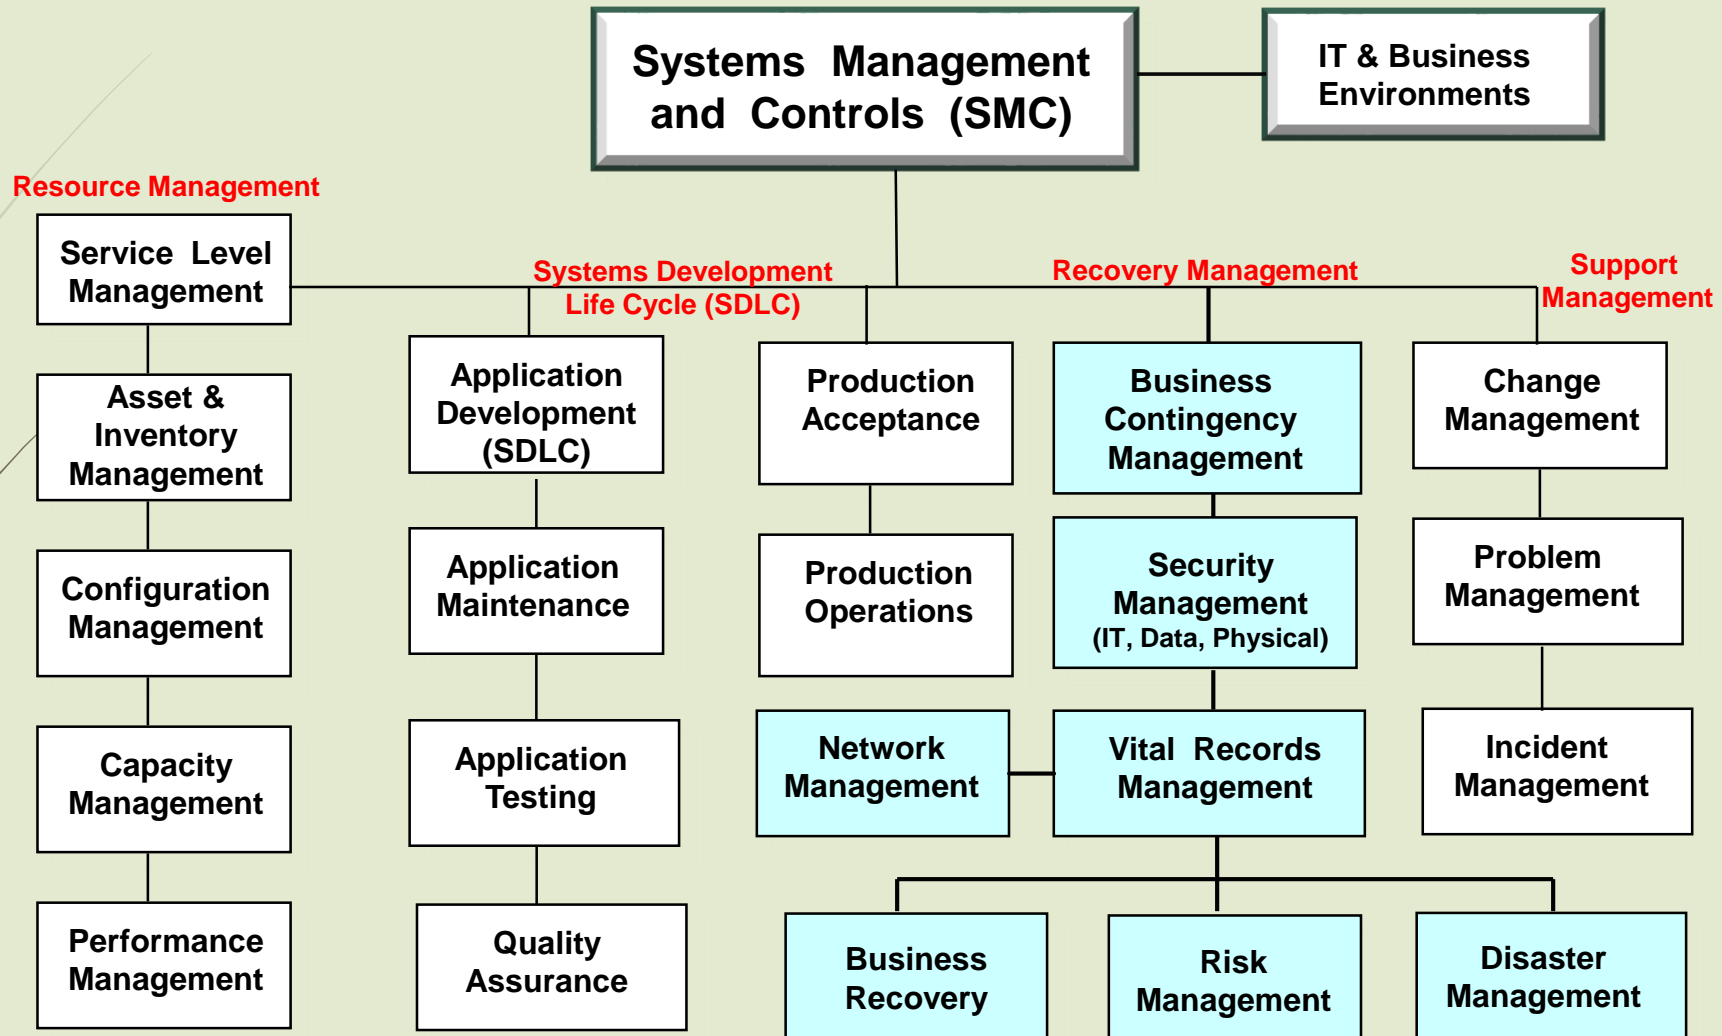 Systems Management
and Controls (SMC)
IT & Business
Environments
Resource Management
Service Level
Management
Asset &
Inventory
Management
Configuration
Management
Capacity
Management
Performance
Management
Systems Development
Life Cycle (SDLC)
Application
Development
(SDLC)
Application
Maintenance
Application
Testing
Quality
Assurance
Production
Acceptance
Production
Operations
Network
Management
Recovery Management
Business
Contingency
Management
Security
Management
(IT, Data, Physical)
Vital Records
Management
Business
Recovery
Risk
Management
Disaster
Management
Support
Management
Change
Management
Problem
Management
Incident
Management